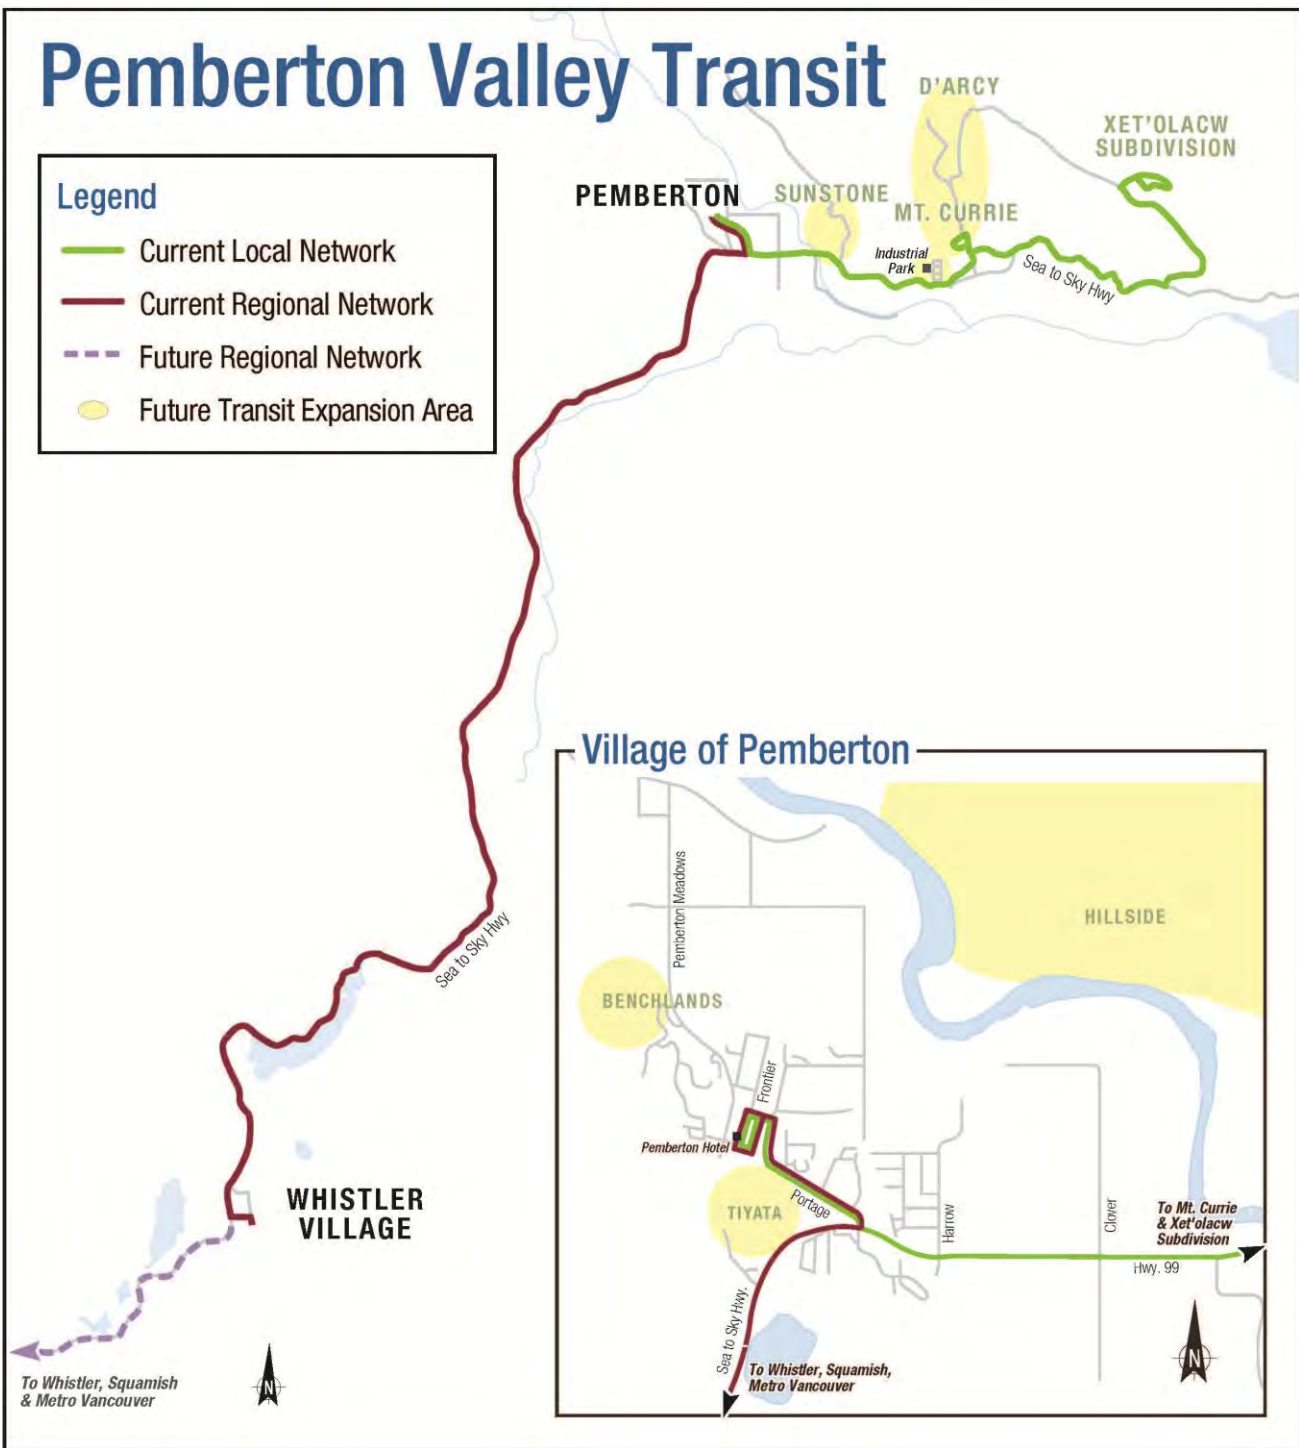 Pemberton Valley Transit
Legend
Current Local Network
Current Regional Network
Future Regional Network
Future Transit Expansion Area
D'ARCY
XET'OLACW
SUBDIVISION
PEMBERTON
SUNSTONE
MT. CURRIE
Industrial
Park
Sea to Sky Hwy
Sea to Sky Hwy
WHISTLER
VILLAGE
To Whistler, Squamish
& Metro Vancouver
N
Village of Pemberton
Pemberton Meadows
HILLSIDE
BENCHLANDS
Frontier
Pemberton Hotel
Portage
TIYATA
Harrow
Clover
To Mt. Currie
& Xet'olacw
Subdivision
Hwy. 99
Sea to Sky Hwy.
To Whistler, Squamish,
Metro Vancouver
N